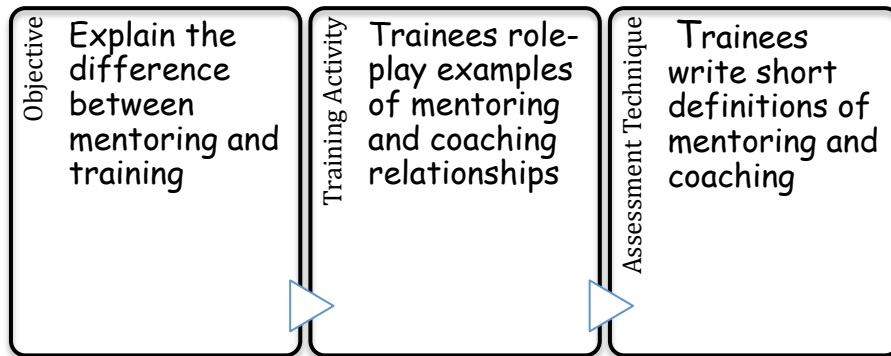 Objective
Explain the
difference
between
mentoring and
training
Training Activity
Trainees role-
play examples
of mentoring
and coaching
relationships
Assessment Technique
Trainees
write short
definitions of
mentoring and
coaching